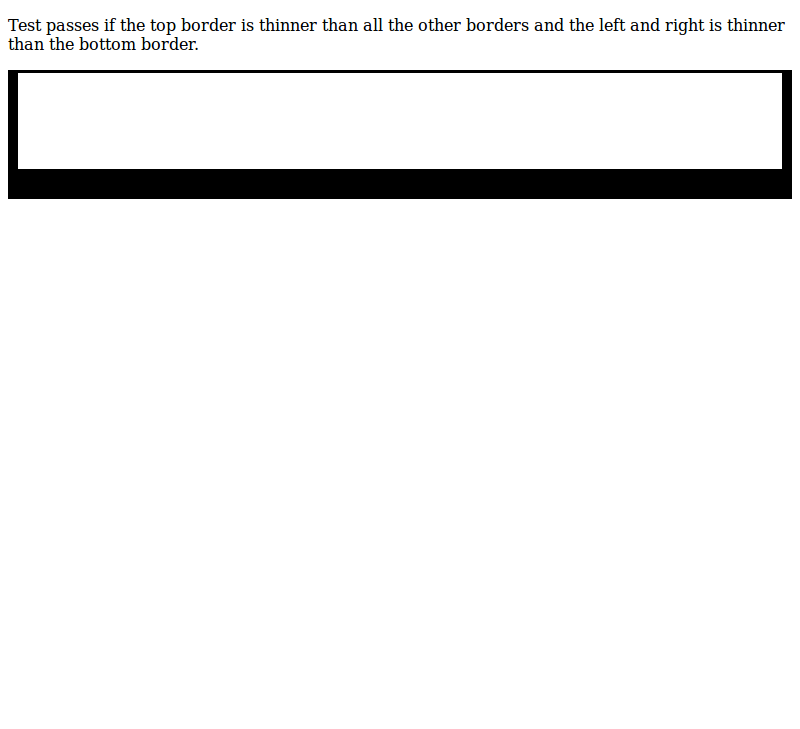 Test passes if the top border is thinner than all the other borders and the left and right is thinner
than the bottom border.